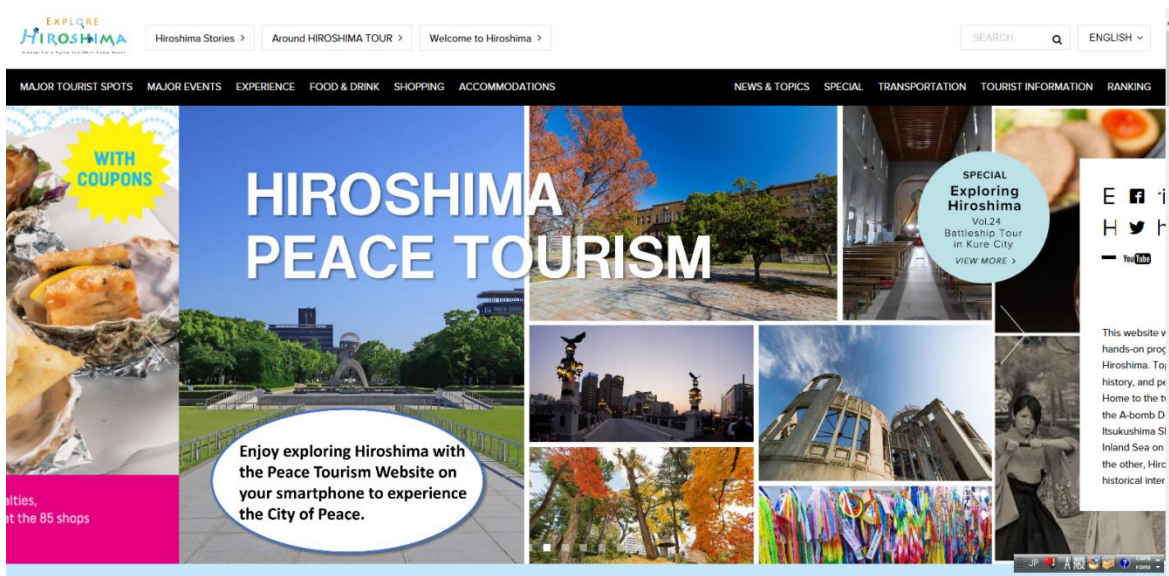 EXPLORE
HIROSHIMA
Hiroshima Stories >
Around HIROSHIMA TOUR >
Welcome to Hiroshima >
SEARCH
ENGLISH
MAJOR TOURIST SPOTS
MAJOR EVENTS
EXPERIENCE
FOOD & DRINK
SHOPPING
ACCOMMODATIONS
NEWS & TOPICS
SPECIAL
TRANSPORTATION
TOURIST INFORMATION
RANKING
WITH
COUPONS
alties,
at the 85 shops
HIROSHIMA
PEACE TOURISM
Enjoy exploring Hiroshima with
the Peace Tourism Website on
your smartphone to experience
the City of Peace.
SPECIAL
Exploring
Hiroshima
Vol.24
Battleship Tour
in Kure City
VIEW MORE >
E
H
YouTube
This website w
hands-on prog
Hiroshima. To
history, and pe
Home to the t
the A-bomb D
Itsukushima S
Inland Sea on
the other, Hiro
historical inter
JP
A 般
CAPS
KANA